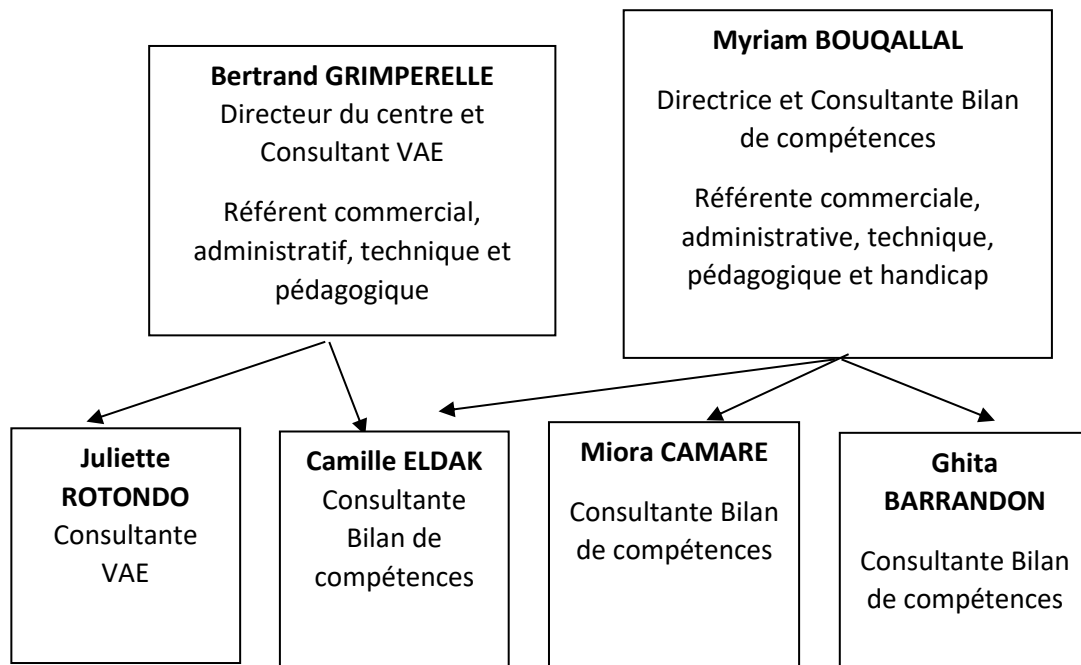 Bertrand GRIMPERELLE
Directeur du centre et
Consultant VAE
Référent commercial,
administratif, technique et
pédagogique
Myriam BOUQALLAL
Directrice et Consultante Bilan
de compétences
Référente commerciale,
administrative, technique,
pédagogique et handicap
Juliette
ROTONDO
Consultante
VAE
Camille ELDAK
Consultante
Bilan de
compétences
Miora CAMARE
Consultante Bilan
de compétences
Ghita
BARRANDON
Consultante Bilan
de compétences